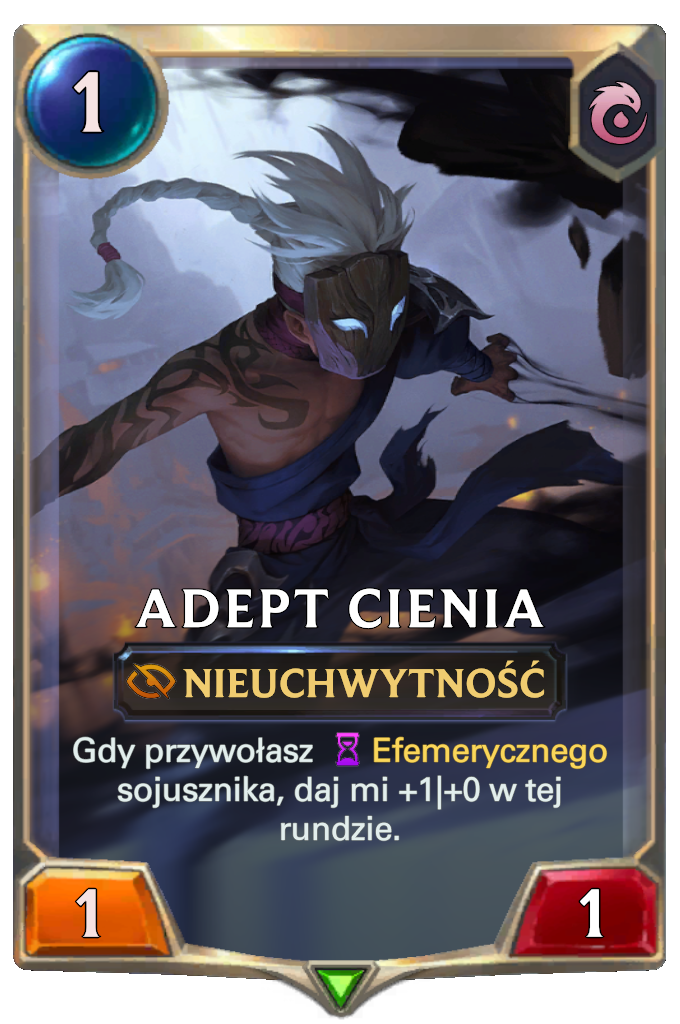 1
ADEPT CIENIA
NIEUCHWYTNOŚĆ
Gdy przywołasz Efemerycznego
sojusznika, daj mi +1|+0 w tej
rundzie.
1
1